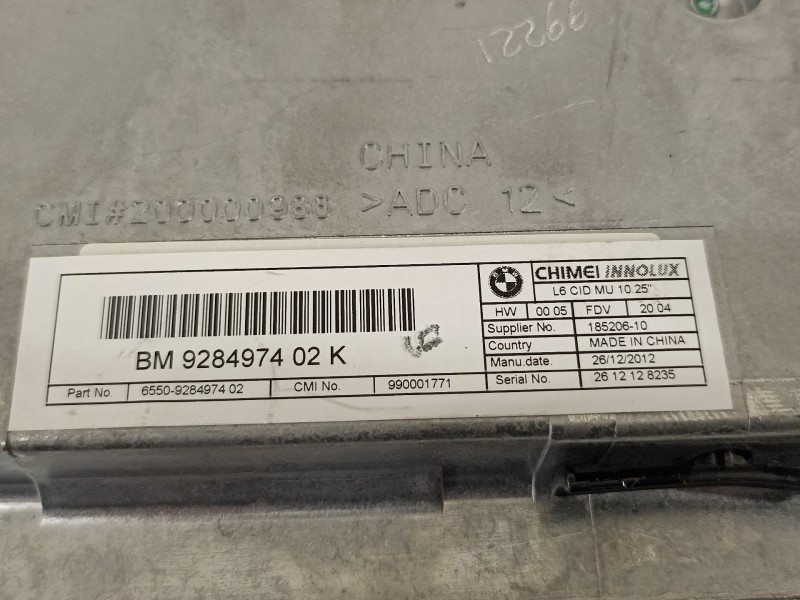 99221
CHINA
CMI#200000988 >ADC 12<
BM 9284974 02 K
Part No. 6550-9284974 02 CMI No. 990001771
BMW
CHIMEI INNOLUX
L6 CID MU 10 25"
HW 00 05 FDV 20 04
Supplier No. 185206-10
Country MADE IN CHINA
Manu.date. 26/12/2012
Serial No. 26 12 12 8235